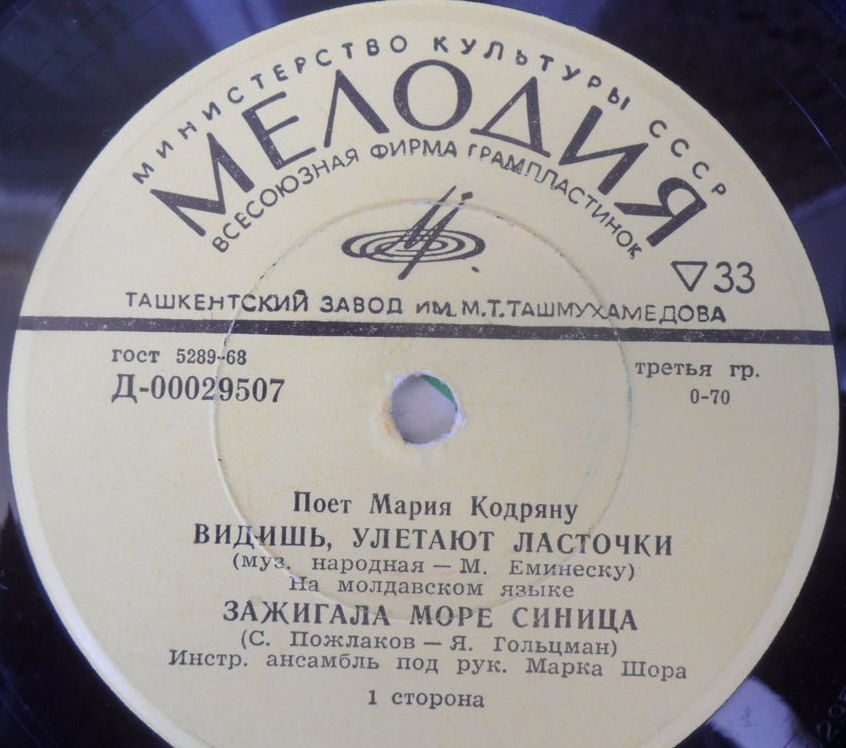 МИНИСТЕРСТВО КУЛЬТУРЫ СССР
МЕЛОДИЯ
ВСЕСОЮЗНАЯ ФИРМА ГРАМПЛАСТИНОК
▽33
ТАШКЕНТСКИЙ ЗАВОД ИМ. М.Т. ТАШМУХАМЕДОВА
гост 5289-68
третья гр.
Д-00029507
0-70
Поет Мария Кодряну
ВИДИШЬ, УЛЕТАЮТ ЛАСТОЧКИ
(муз. народная — М. Еминеску)
На молдавском языке
ЗАЖИГАЛА МОРЕ СИНИЦА
(С. Пожлаков — Я. Гольцман)
Инстр. ансамбль под рук. Марка Шора
1 сторона